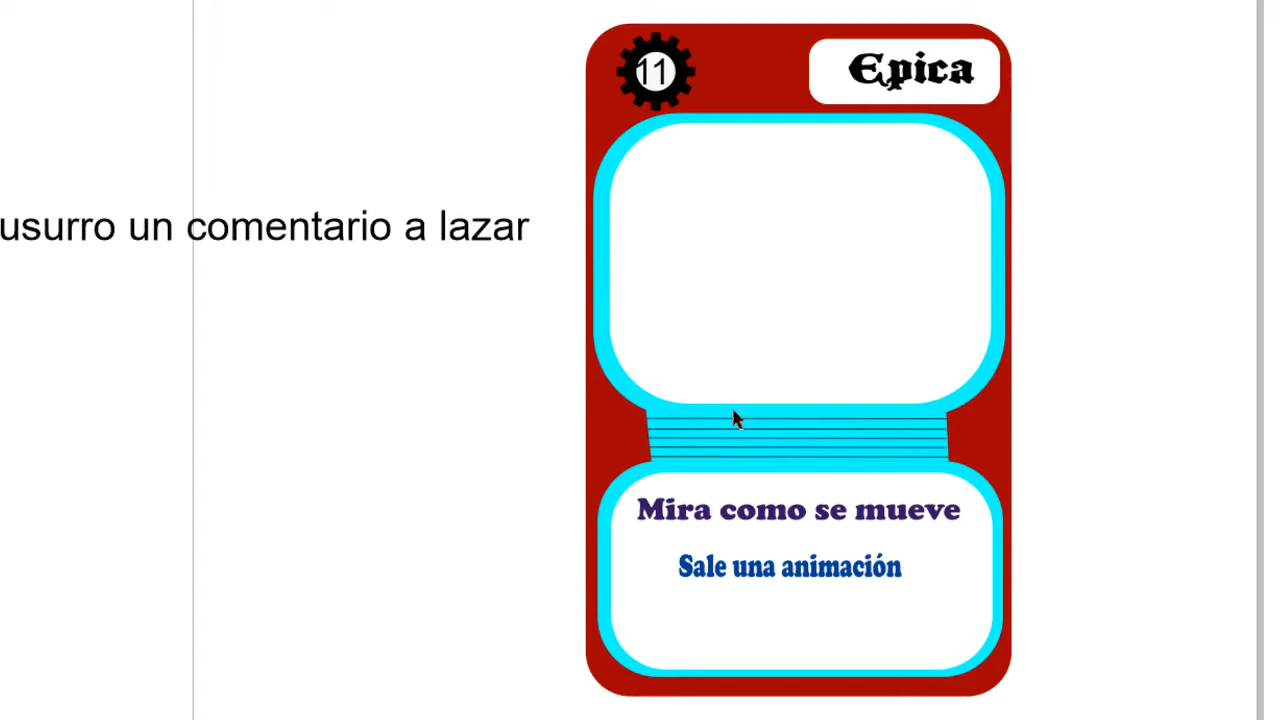 11
Epica
usurro un comentario a lazar
Mira como se mueve
Sale una animación